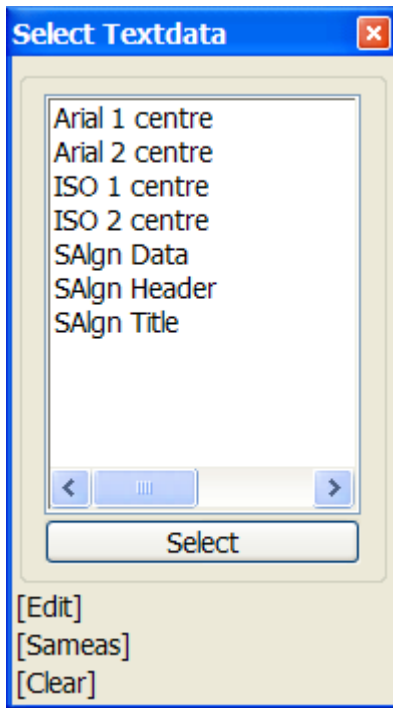 Select Textdata
Arial 1 centre
Arial 2 centre
ISO 1 centre
ISO 2 centre
SAlgn Data
SAlgn Header
SAlgn Title
Select
[Edit]
[Sameas]
[Clear]